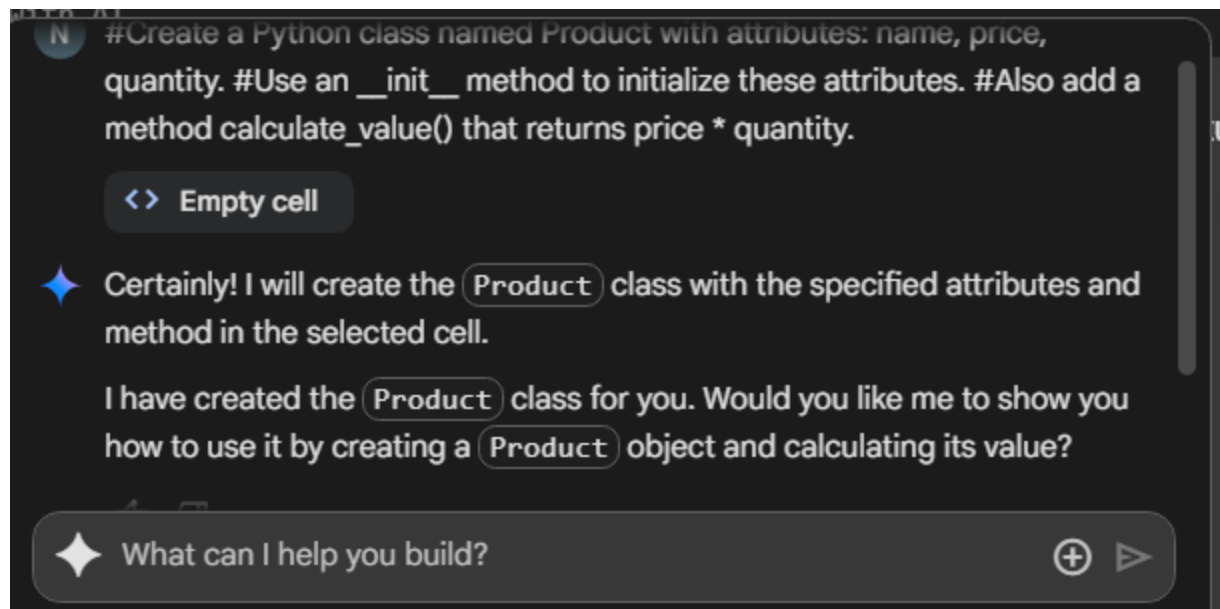 with AI
N
#Create a Python class named Product with attributes: name, price,
quantity. #Use an __init__ method to initialize these attributes. #Also add a
method calculate_value() that returns price * quantity.
<> Empty cell
Certainly! I will create the Product class with the specified attributes and
method in the selected cell.
I have created the Product class for you. Would you like me to show you
how to use it by creating a Product object and calculating its value?
What can I help you build?